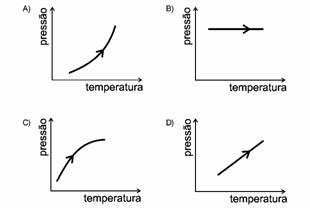 A)
pressão
temperatura
B)
pressão
temperatura
C)
pressão
temperatura
D)
pressão
temperatura